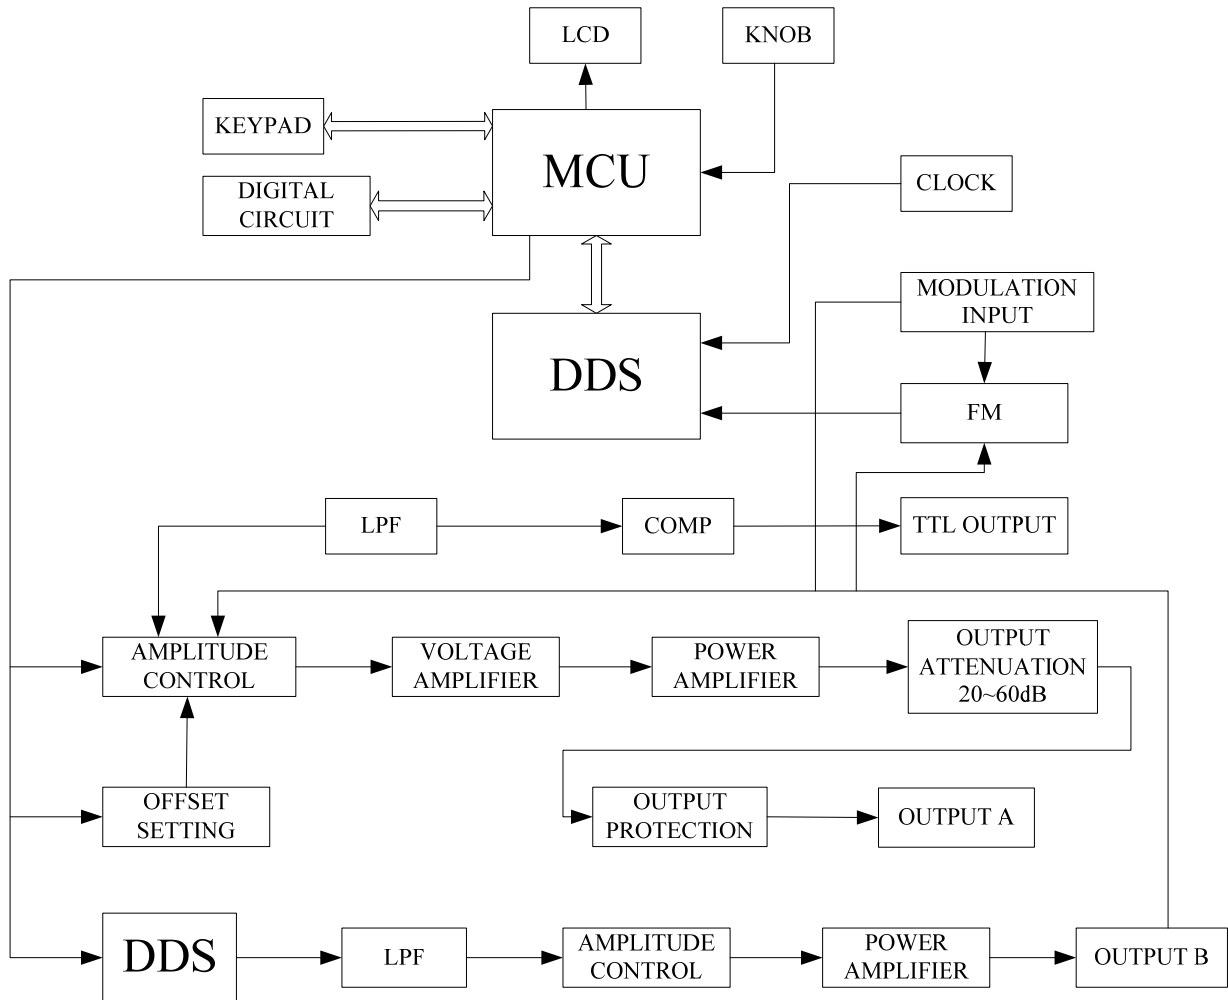 LCD
KNOB
KEYPAD
MCU
DIGITAL
CIRCUIT
CLOCK
MODULATION
INPUT
DDS
FM
LPF
COMP
TTL OUTPUT
AMPLITUDE
CONTROL
VOLTAGE
AMPLIFIER
POWER
AMPLIFIER
OUTPUT
ATTENUATION
20~60dB
OFFSET
SETTING
OUTPUT
PROTECTION
OUTPUT A
DDS
LPF
AMPLITUDE
CONTROL
POWER
AMPLIFIER
OUTPUT B